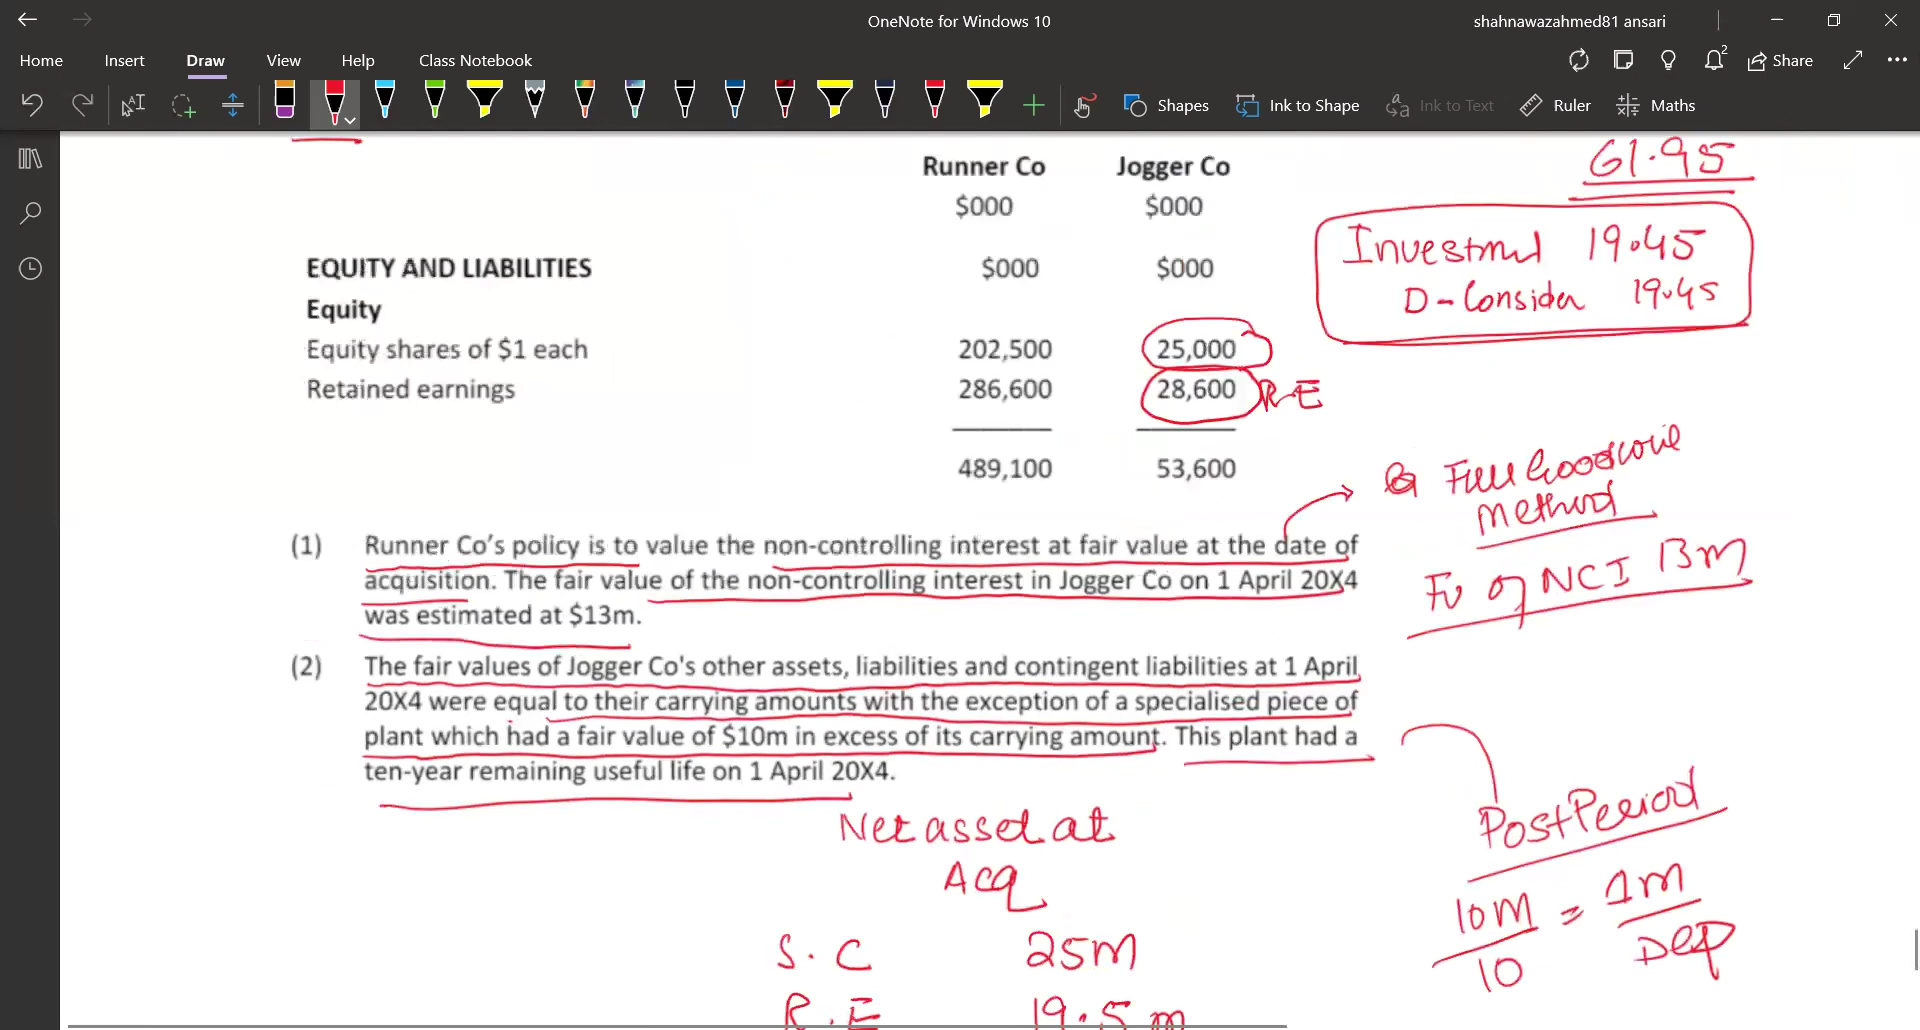 OneNote for Windows 10
shahnawazahmed81 ansari
Home Insert Draw View Help Class Notebook
2 Share
Shapes Ink to Shape Ink to Text Ruler Maths
61.95
Runner Co Jogger Co
$000 $000
Investmnd 19.45
D-Consider 19.45
EQUITY AND LIABILITIES $000 $000
Equity
Equity shares of $1 each 202,500 25,000
Retained earnings 286,600 28,600 R-E
489,100 53,600
Full Goodwill
Method
Fv of NCI 13m
(1) Runner Co's policy is to value the non-controlling interest at fair value at the date of
acquisition. The fair value of the non-controlling interest in Jogger Co on 1 April 20X4
was estimated at $13m.
(2) The fair values of Jogger Co's other assets, liabilities and contingent liabilities at 1 April
20X4 were equal to their carrying amounts with the exception of a specialised piece of
plant which had a fair value of $10m in excess of its carrying amount. This plant had a
ten-year remaining useful life on 1 April 20X4.
Post Period
10M = 1M
10 Dep
Net asset at
Acq
S.C 25M
R.E 19.5 m